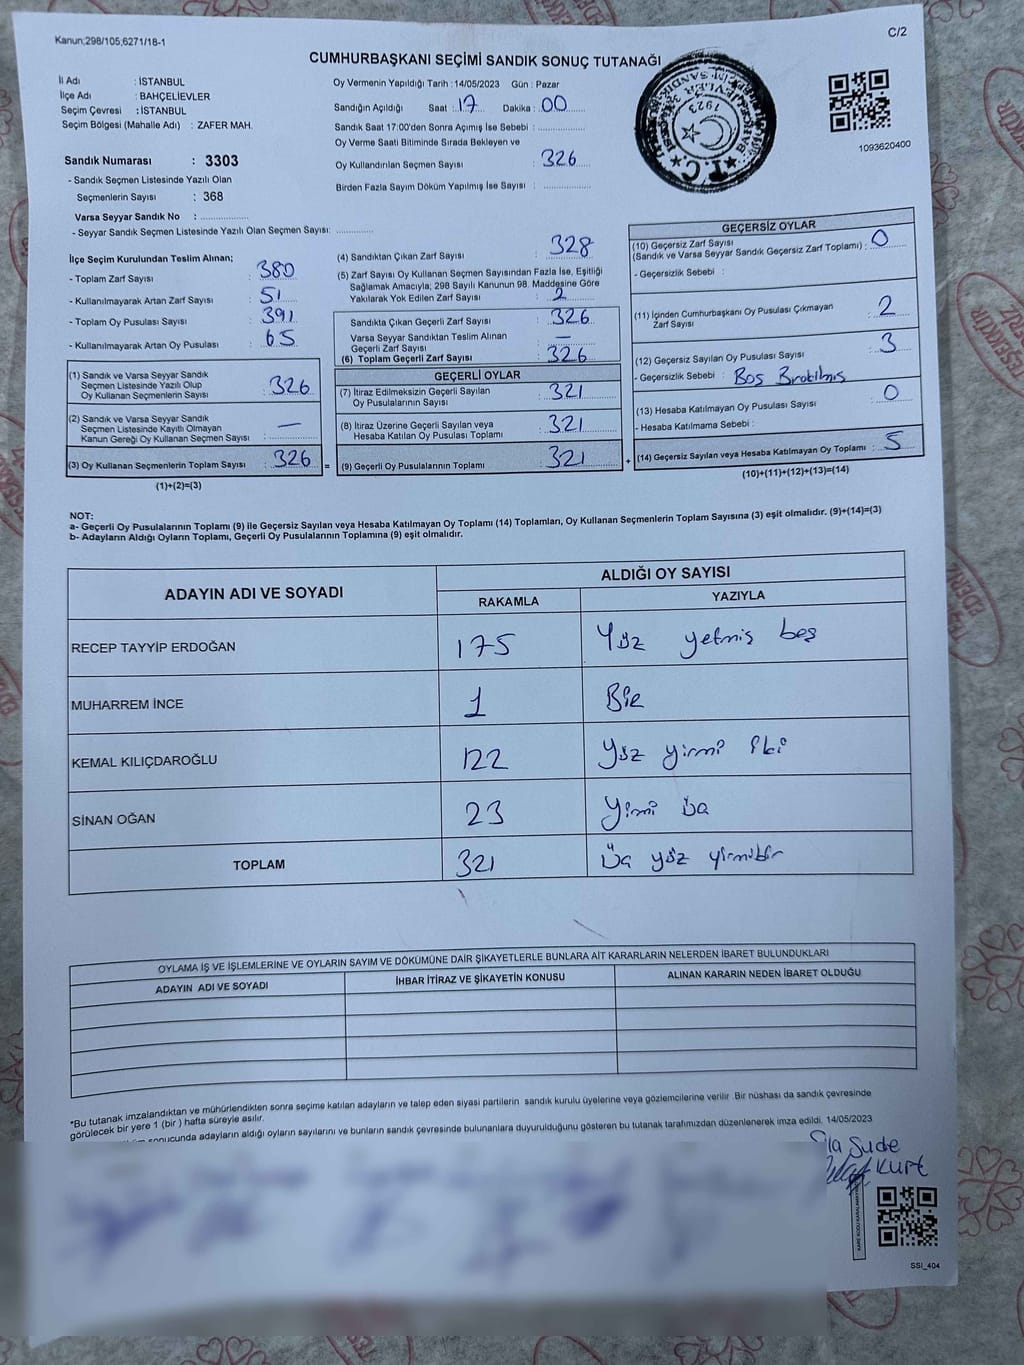 Kanun;298/105;6271/18-1
C/2
CUMHURBAŞKANI SEÇİMİ SANDIK SONUÇ TUTANAĞI
İl Adı : İSTANBUL
İlçe Adı : BAHÇELİEVLER
Seçim Çevresi : İSTANBUL
Seçim Bölgesi (Mahalle Adı) : ZAFER MAH.
Sandık Numarası : 3303
- Sandık Seçmen Listesinde Yazılı Olan
Seçmenlerin Sayısı : 368
Varsa Seyyar Sandık No :
- Seyyar Sandık Seçmen Listesinde Yazılı Olan Seçmen Sayısı:
Oy Vermenin Yapıldığı Tarih : 14/05/2023 Gün : Pazar
Sandığın Açıldığı Saat : 17 Dakika : 00
Sandık Saat 17:00'den Sonra Açımış İse Sebebi :
Oy Verme Saati Bitiminde Sırada Bekleyen ve
Oy Kullandırılan Seçmen Sayısı : 326
Birden Fazla Sayım Döküm Yapılmış İse Sayısı :
T.C.
1923
1093620400
İlçe Seçim Kurulundan Teslim Alınan;
- Toplam Zarf Sayısı : 380
- Kullanılmayarak Artan Zarf Sayısı : 51
- Toplam Oy Pusulası Sayısı : 391
- Kullanılmayarak Artan Oy Pusulası : 65
(1) Sandık ve Varsa Seyyar Sandık
Seçmen Listesinde Yazılı Olup
Oy Kullanan Seçmenlerin Sayısı : 326
(2) Sandık ve Varsa Seyyar Sandık
Seçmen Listesinde Kayıtlı Olmayan
Kanun Gereği Oy Kullanan Seçmen Sayısı : —
(3) Oy Kullanan Seçmenlerin Toplam Sayısı : 326 =
(1)+(2)=(3)
(4) Sandıktan Çıkan Zarf Sayısı : 328
(5) Zarf Sayısı Oy Kullanan Seçmen Sayısından Fazla İse, Eşitliği
Sağlamak Amacıyla; 298 Sayılı Kanunun 98. Maddesine Göre
Yakılarak Yok Edilen Zarf Sayısı : 2
Sandıkta Çıkan Geçerli Zarf Sayısı : 326
Varsa Seyyar Sandıktan Teslim Alınan
Geçerli Zarf Sayısı : —
(6) Toplam Geçerli Zarf Sayısı : 326
GEÇERLİ OYLAR
(7) İtiraz Edilmeksizin Geçerli Sayılan
Oy Pusulalarının Sayısı : 321
(8) İtiraz Üzerine Geçerli Sayılan veya
Hesaba Katılan Oy Pusulası Toplamı : 321
(9) Geçerli Oy Pusulalarının Toplamı : 321 +
GEÇERSİZ OYLAR
(10) Geçersiz Zarf Sayısı
(Sandık ve Varsa Seyyar Sandık Geçersiz Zarf Toplamı) : 0
- Geçersizlik Sebebi :
(11) İçinden Cumhurbaşkanı Oy Pusulası Çıkmayan
Zarf Sayısı : 2
(12) Geçersiz Sayılan Oy Pusulası Sayısı : 3
- Geçersizlik Sebebi : Boş Bırakılmış
(13) Hesaba Katılmayan Oy Pusulası Sayısı : 0
- Hesaba Katılmama Sebebi :
(14) Geçersiz Sayılan veya Hesaba Katılmayan Oy Toplamı : 5
(10)+(11)+(12)+(13)=(14)
NOT:
a- Geçerli Oy Pusulalarının Toplamı (9) ile Geçersiz Sayılan veya Hesaba Katılmayan Oy Toplamı (14) Toplamları, Oy Kullanan Seçmenlerin Toplam Sayısına (3) eşit olmalıdır. (9)+(14)=(3)
b- Adayların Aldığı Oyların Toplamı, Geçerli Oy Pusulalarının Toplamına (9) eşit olmalıdır.
ADAYIN ADI VE SOYADI
ALDIĞI OY SAYISI
RAKAMLA YAZIYLA
RECEP TAYYİP ERDOĞAN 175 Yüz yetmiş beş
MUHARREM İNCE 1 Bir
KEMAL KILIÇDAROĞLU 122 Yüz yirmi iki
SİNAN OĞAN 23 Yirmi üç
TOPLAM 321 Üç yüz yirmibir
OYLAMA İŞ VE İŞLEMLERİNE VE OYLARIN SAYIM VE DÖKÜMÜNE DAİR ŞİKAYETLERLE BUNLARA AİT KARARLARIN NELERDEN İBARET BULUNDUKLARI
ADAYIN ADI VE SOYADI İHBAR İTİRAZ VE ŞİKAYETİN KONUSU ALINAN KARARIN NEDEN İBARET OLDUĞU
*Bu tutanak imzalandıktan ve mühürlendikten sonra seçime katılan adayların ve talep eden siyasi partilerin sandık kurulu üyelerine veya gözlemcilerine verilir .Bir nüshası da sandık çevresinde
görülecek bir yere 1 (bir ) hafta süreyle asılır.
sonucunda adayların aldığı oyların sayılarını ve bunların sandık çevresinde bulunanlara duyurulduğunu gösteren bu tutanak tarafımızdan düzenlenerek imza edildi. 14/05/2023
Sude
Kurt
SSI_404